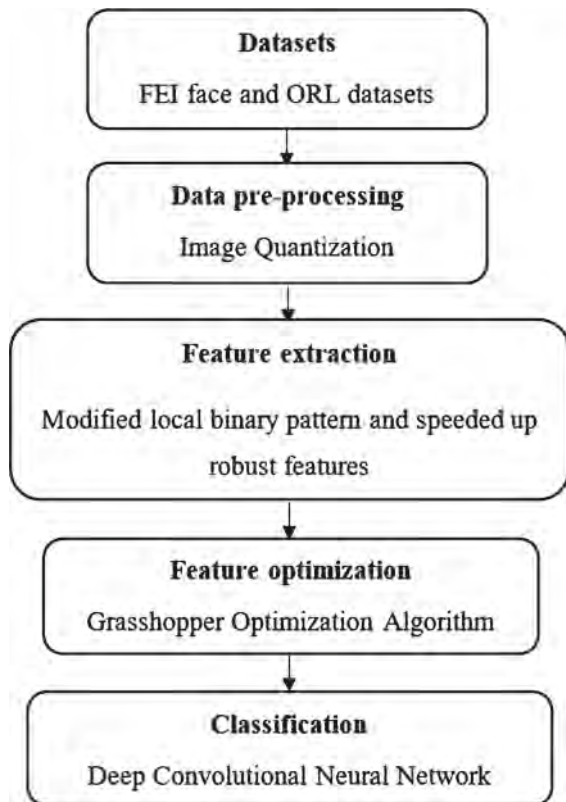 Datasets
FEI face and ORL datasets
Data pre-processing
Image Quantization
Feature extraction
Modified local binary pattern and speeded up
robust features
Feature optimization
Grasshopper Optimization Algorithm
Classification
Deep Convolutional Neural Network